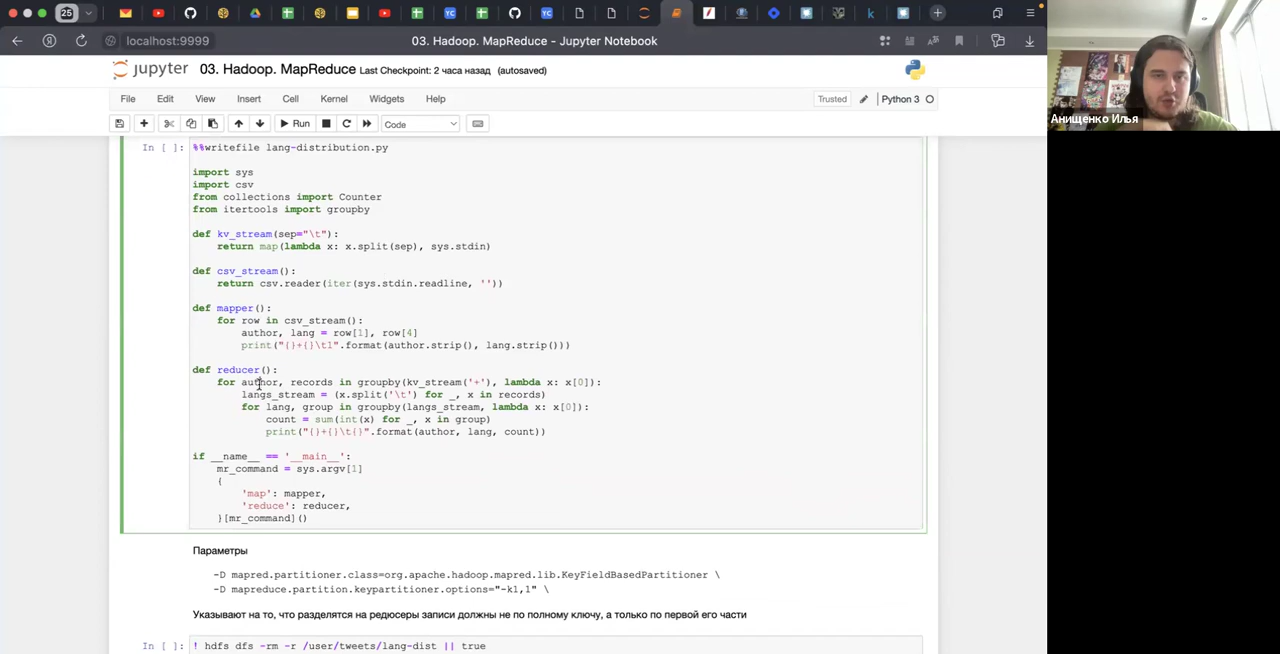 25
localhost:9999
03. Hadoop. MapReduce - Jupyter Notebook
jupyter 03. Hadoop. MapReduce Last Checkpoint: 2 часа назад (autosaved)
File Edit View Insert Cell Kernel Widgets Help
Trusted Python 3
Run Code
In [ ]: %%writefile lang-distribution.py
import sys
import csv
from collections import Counter
from itertools import groupby
def kv_stream(sep="\t"):
return map(lambda x: x.split(sep), sys.stdin)
def csv_stream():
return csv.reader(iter(sys.stdin.readline, ''))
def mapper():
for row in csv_stream():
author, lang = row[1], row[4]
print("{}+{}\t1".format(author.strip(), lang.strip()))
def reducer():
for author, records in groupby(kv_stream('+'), lambda x: x[0]):
langs_stream = (x.split('\t') for _, x in records)
for lang, group in groupby(langs_stream, lambda x: x[0]):
count = sum(int(x) for _, x in group)
print("{}+{}\t{}".format(author, lang, count))
if __name__ == '__main__':
mr_command = sys.argv[1]
{
'map': mapper,
'reduce': reducer,
}[mr_command]()
Параметры
-D mapred.partitioner.class=org.apache.hadoop.mapred.lib.KeyFieldBasedPartitioner \
-D mapreduce.partition.keypartitioner.options="-k1,1" \
Указывают на то, что разделятся на редюсеры записи должны не по полному ключу, а только по первой его части
In [ ]: ! hdfs dfs -rm -r /user/tweets/lang-dist || true
Анищенко Илья